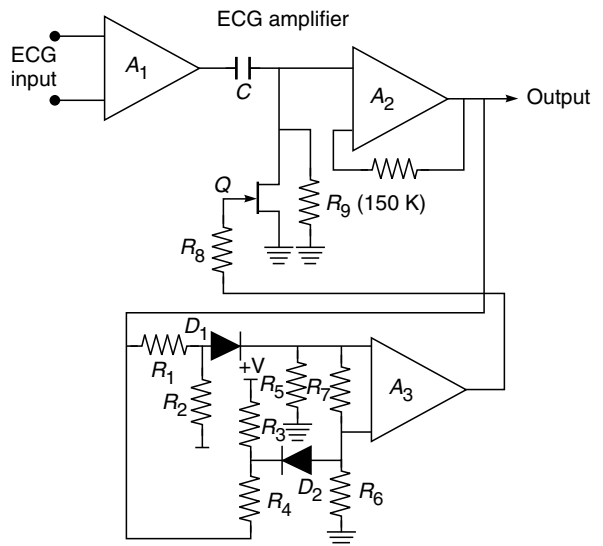 ECG amplifier
ECG
input
A1
C
A2
Output
Q
R9 (150 K)
R8
D1
+V
R1
R2
R5
R7
A3
R3
D2
R4
R6